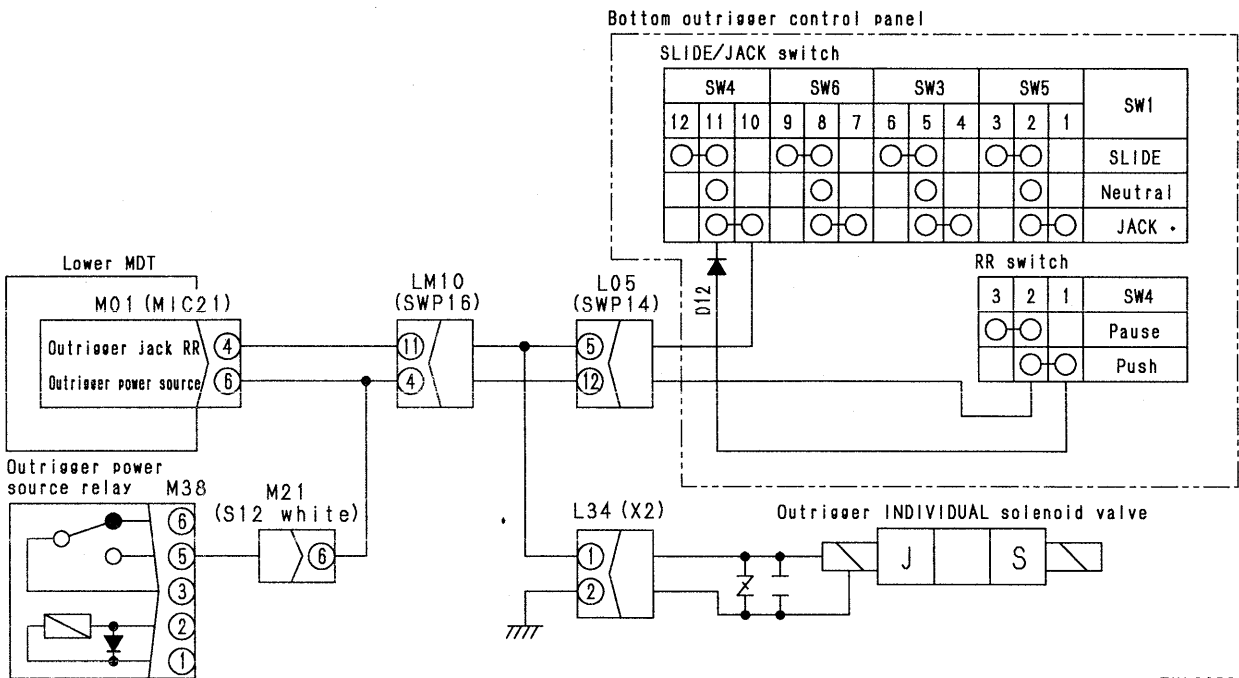 Bottom outrigger control panel
SLIDE/JACK switch
SW4 SW6 SW3 SW5 SW1
12 11 10 9 8 7 6 5 4 3 2 1
SLIDE
Neutral
JACK
RR switch
3 2 1 SW4
Pause
Push
D12
Lower MDT
M01 (MIC21)
Outrigger jack RR 4
Outrigger power source 6
LM10
(SWP16)
11
4
L05
(SWP14)
5
12
Outrigger power
source relay
M38
6
5
3
2
1
M21
(S12 white)
6
L34 (X2)
1
2
Outrigger INDIVIDUAL solenoid valve
J S